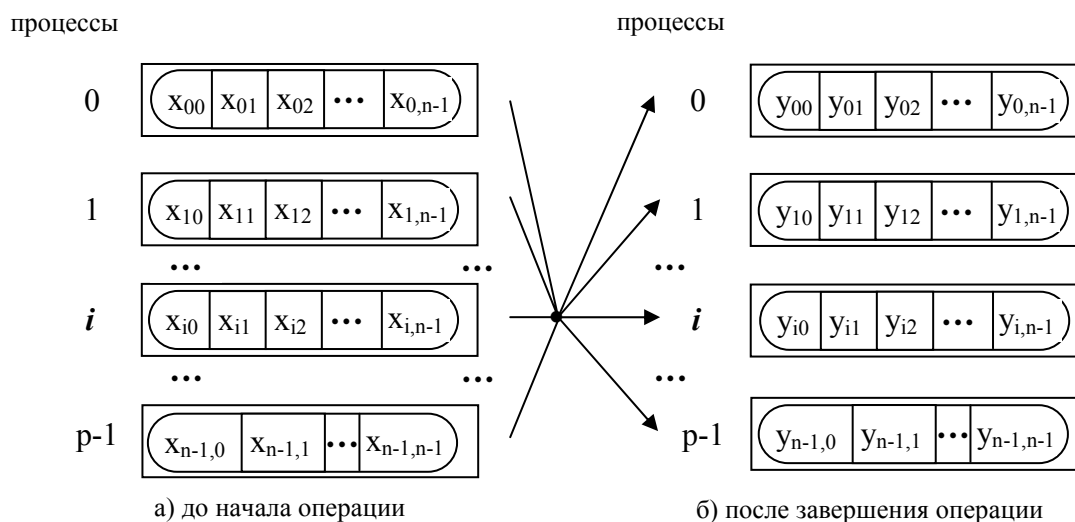 процессы процессы
0 x00 x01 x02 ••• x0,n-1 0 y00 y01 y02 ••• y0,n-1
1 x10 x11 x12 ••• x1,n-1 1 y10 y11 y12 ••• y1,n-1
••• ••• •••
i xi0 xi1 xi2 ••• xi,n-1 i yi0 yi1 yi2 ••• yi,n-1
••• ••• •••
p-1 xn-1,0 xn-1,1 ••• xn-1,n-1 p-1 yn-1,0 yn-1,1 ••• yn-1,n-1
а) до начала операции б) после завершения операции